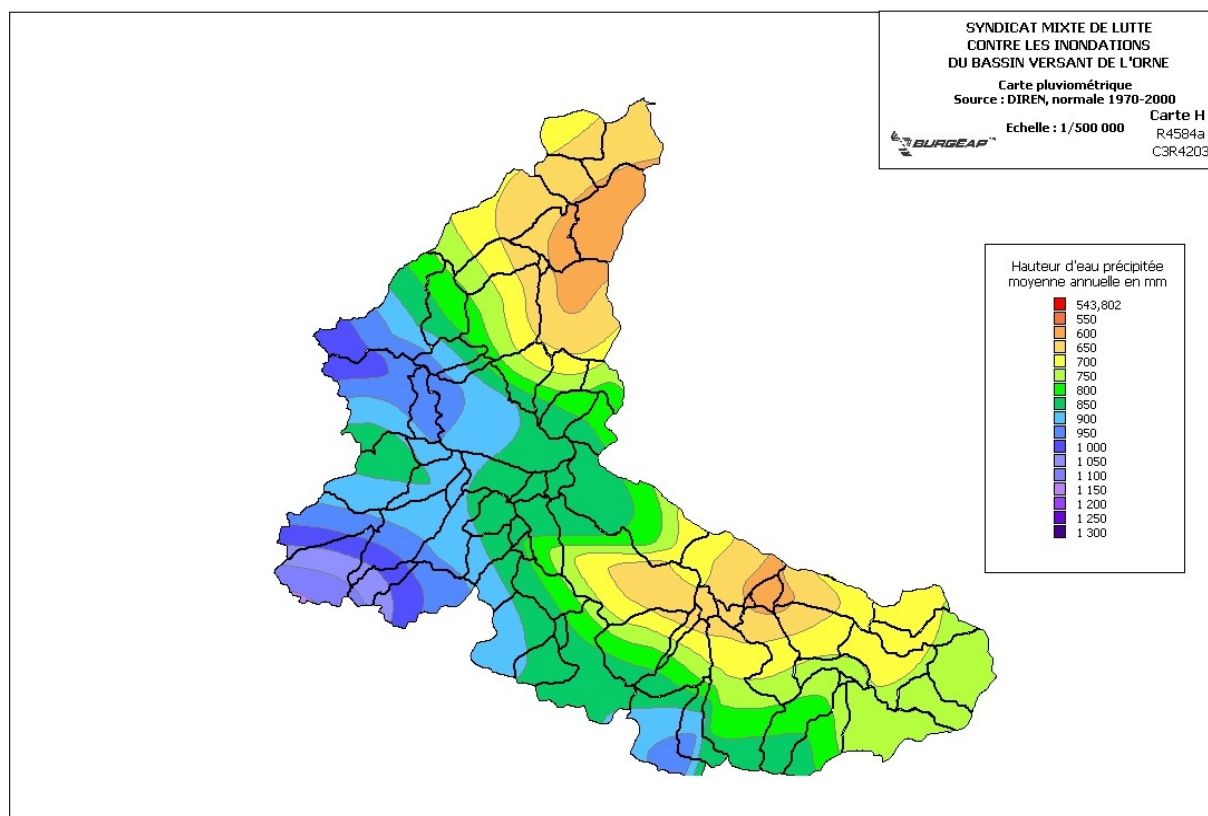 SYNDICAT MIXTE DE LUTTE
CONTRE LES INONDATIONS
DU BASSIN VERSANT DE L'ORNE
Carte pluviométrique
Source : DIREN, normale 1970-2000
Echelle : 1/500 000
Carte H
R4584a
C3R4203
BURGEAP™
Hauteur d'eau précipitée
moyenne annuelle en mm
543,802
550
600
650
700
750
800
850
900
950
1 000
1 050
1 100
1 150
1 200
1 250
1 300